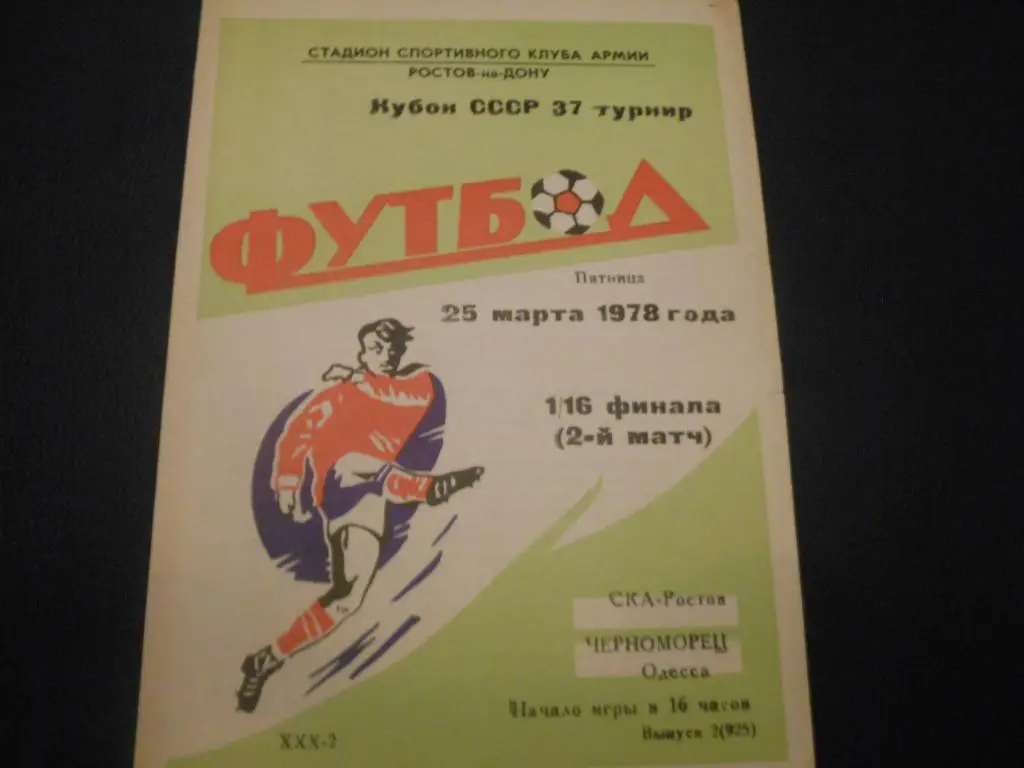 СТАДИОН СПОРТИВНОГО КЛУБА АРМИИ
РОСТОВ-на-ДОНУ
Кубок СССР 37 турнир
ФУТБОЛ
Пятница
25 марта 1978 года
1/16 финала
(2-й матч)
СКА-Ростов
ЧЕРНОМОРЕЦ
Одесса
Начало игры в 16 часов
Выпуск 2(925)
XXX-2